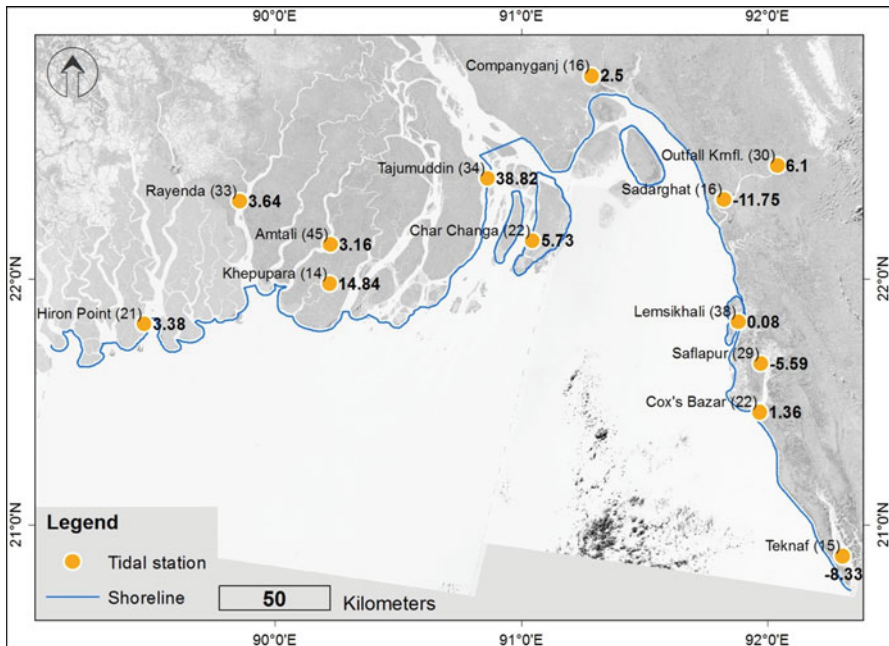 90°0'E 91°0'E 92°0'E
Companyganj (16) 2.5
Outfall Krnfl. (30) 6.1
Tajumuddin (34) 38.82
Rayenda (33) 3.64
Sadarghat (16) -11.75
Amtali (45) 3.16
Char Changa (22) 5.73
Khepupara (14) 14.84
22°0'N 22°0'N
Hiron Point (21) 3.38
Lemsikhali (38) 0.08
Saflapur (29) -5.59
Cox's Bazar (22) 1.36
21°0'N 21°0'N
Teknaf (15)
-8.33
Legend
Tidal station
Shoreline
50 Kilometers
90°0'E 91°0'E 92°0'E